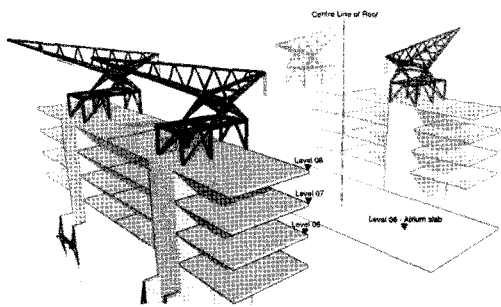 Centre Line of Roof
Level 08
Level 07
Level 06
Level 06 - Atrium slab